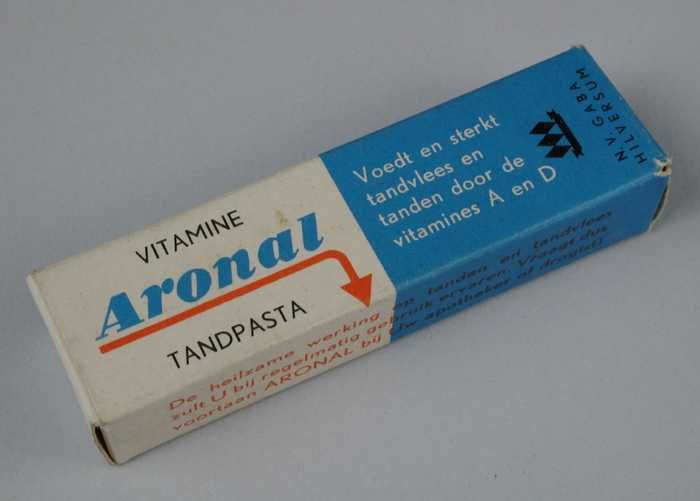 VITAMINE
Aronal
TANDPASTA
Voedt en sterkt
tandvlees en
tanden door de
vitamines A en D
N.V. GABA
HILVERSUM
De heilzame werking op tanden en tandvlees
zult U bij regelmatig gebruik ervaren. Vraagt dus
voortaan ARONAL bij Uw apotheker of drogist!